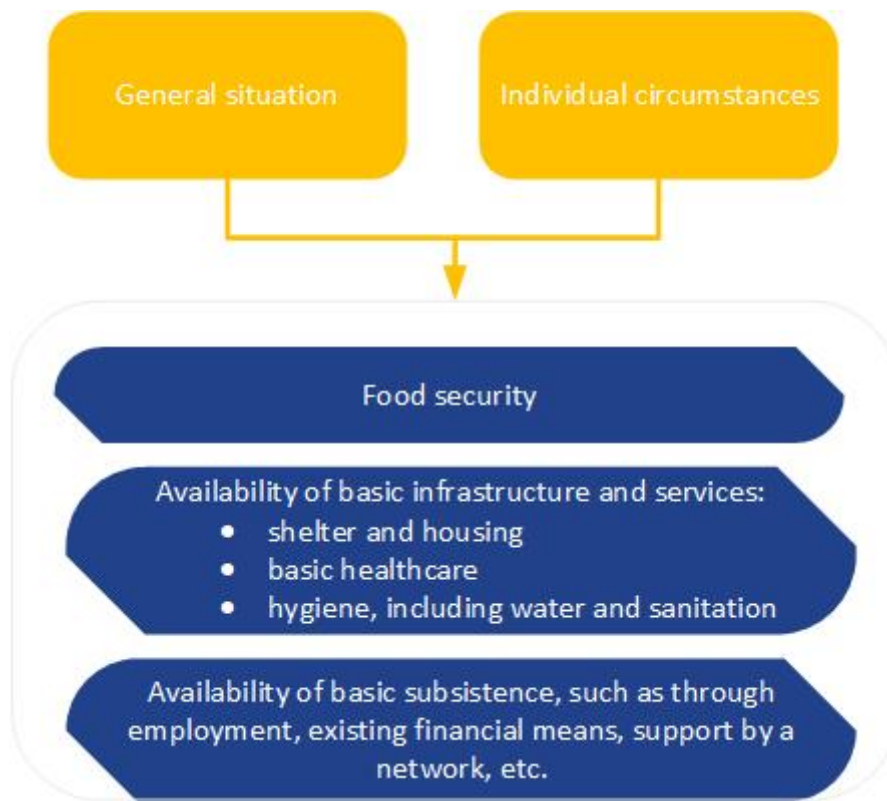 General situation
Individual circumstances
Food security
Availability of basic infrastructure and services:
• shelter and housing
• basic healthcare
• hygiene, including water and sanitation
Availability of basic subsistence, such as through
employment, existing financial means, support by a
network, etc.